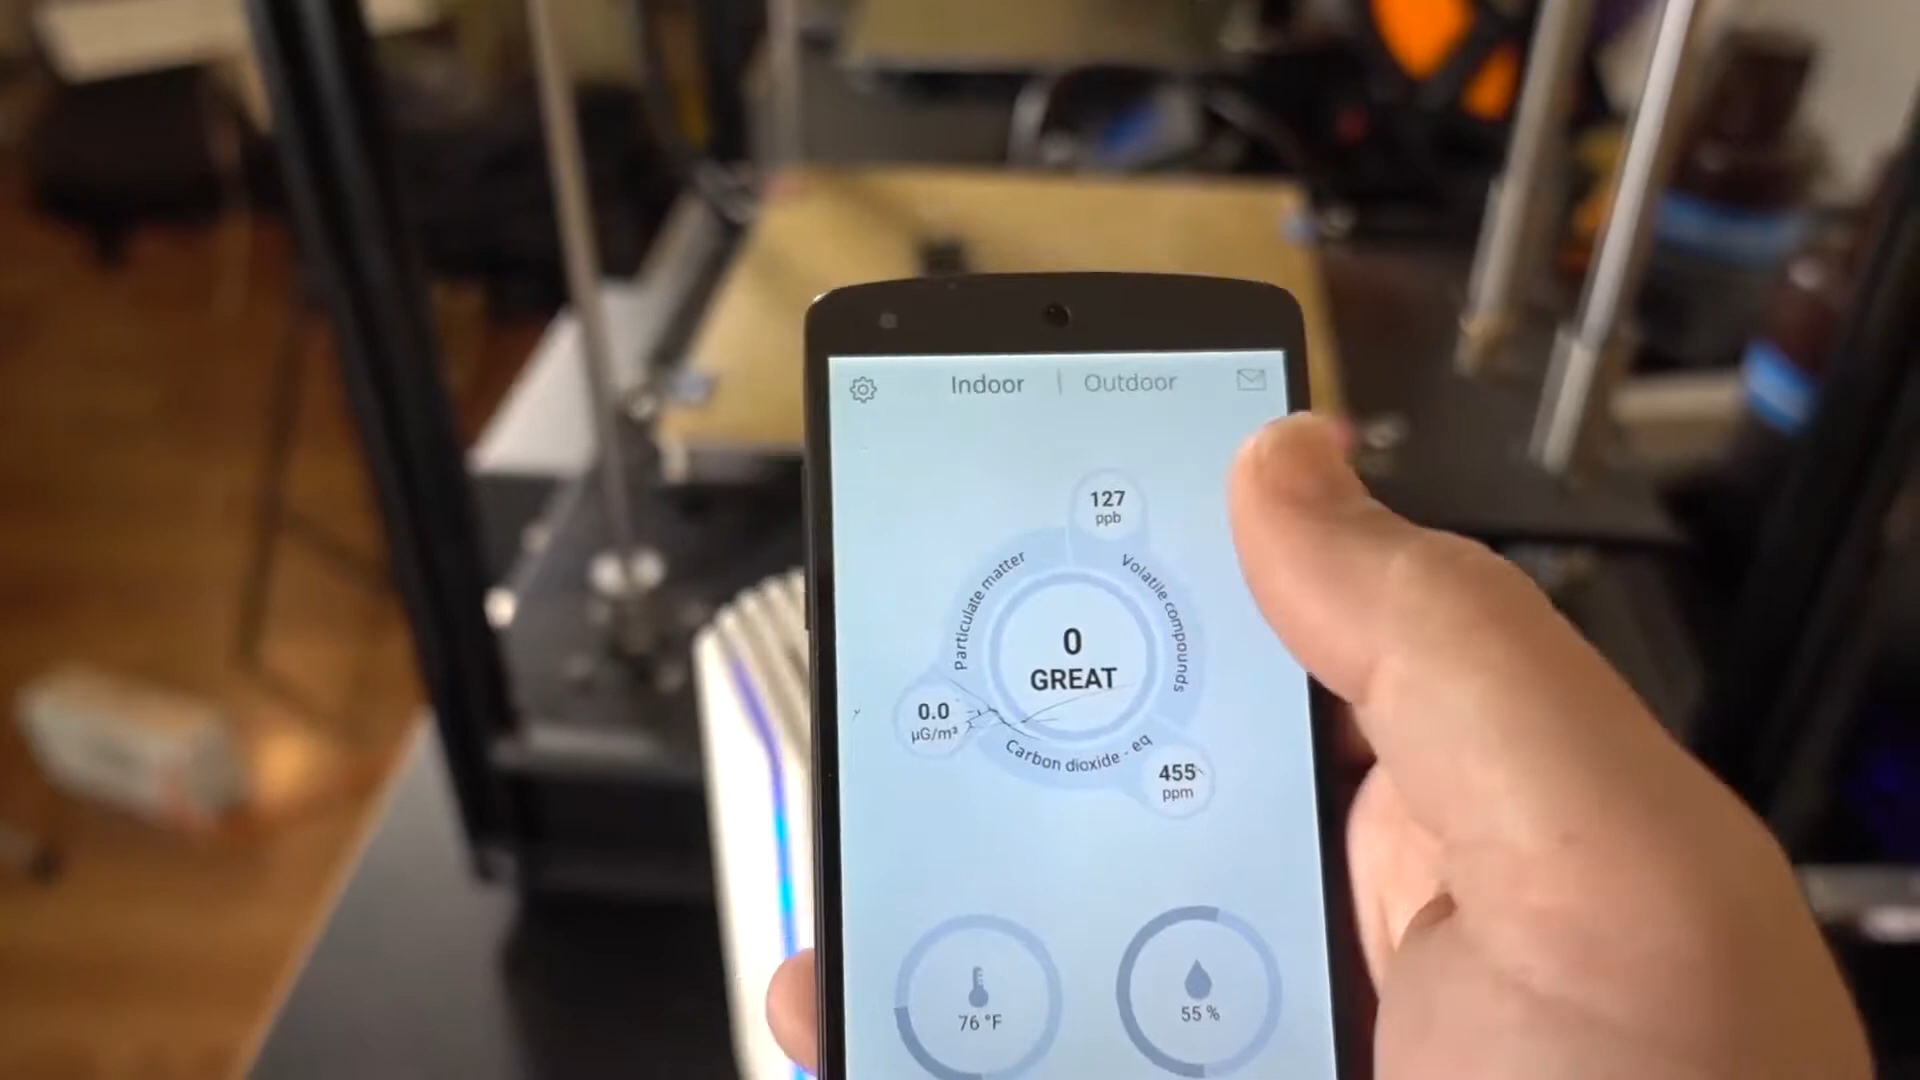 Indoor | Outdoor
127
ppb
Particulate matter
Volatile compounds
0
GREAT
0.0
µG/m³
Carbon dioxide - eq
455
ppm
76 °F
55 %